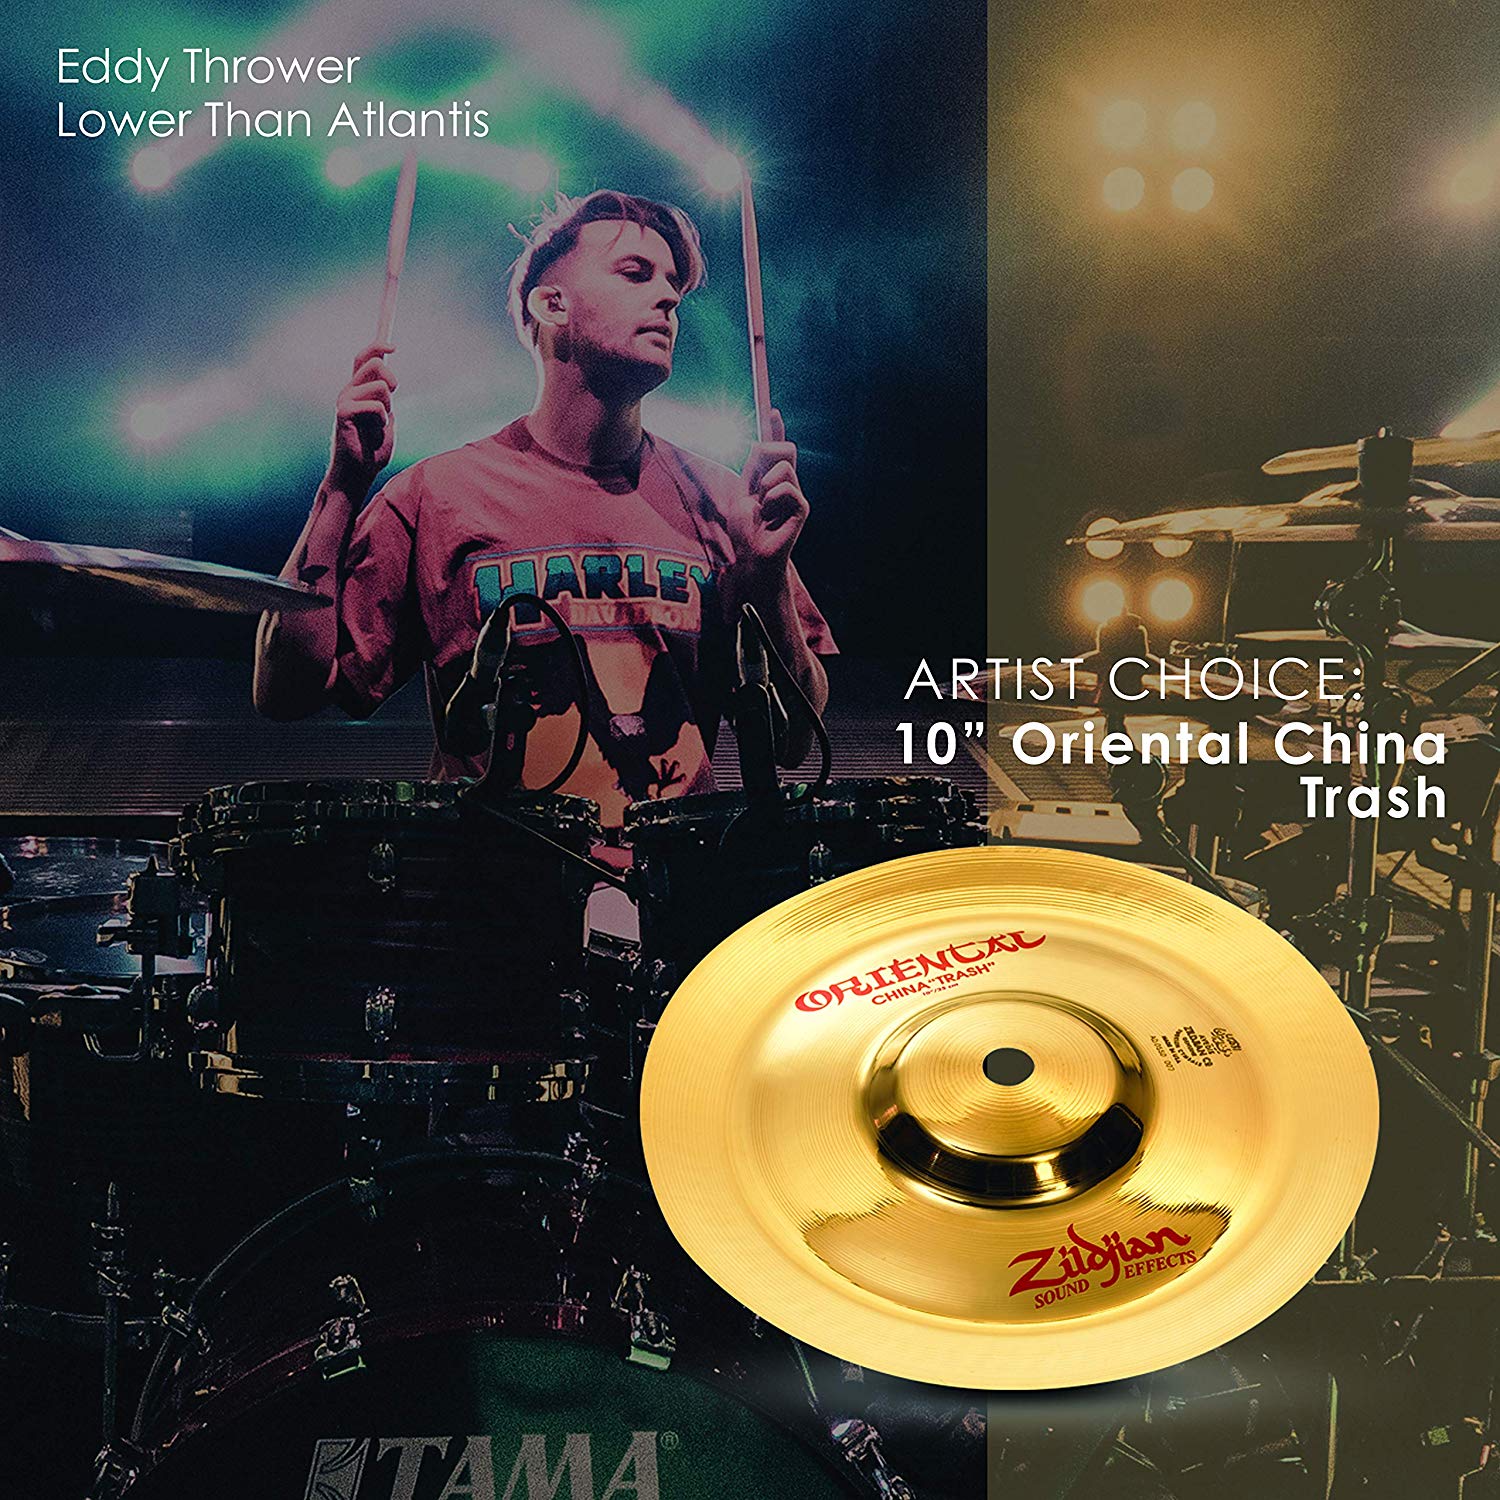 Eddy Thrower
Lower Than Atlantis
HARLEY
ARTIST CHOICE:
10” Oriental China
Trash
ORIENTAL
CHINA "TRASH"
Zildjian
SOUND EFFECTS
TAMA®